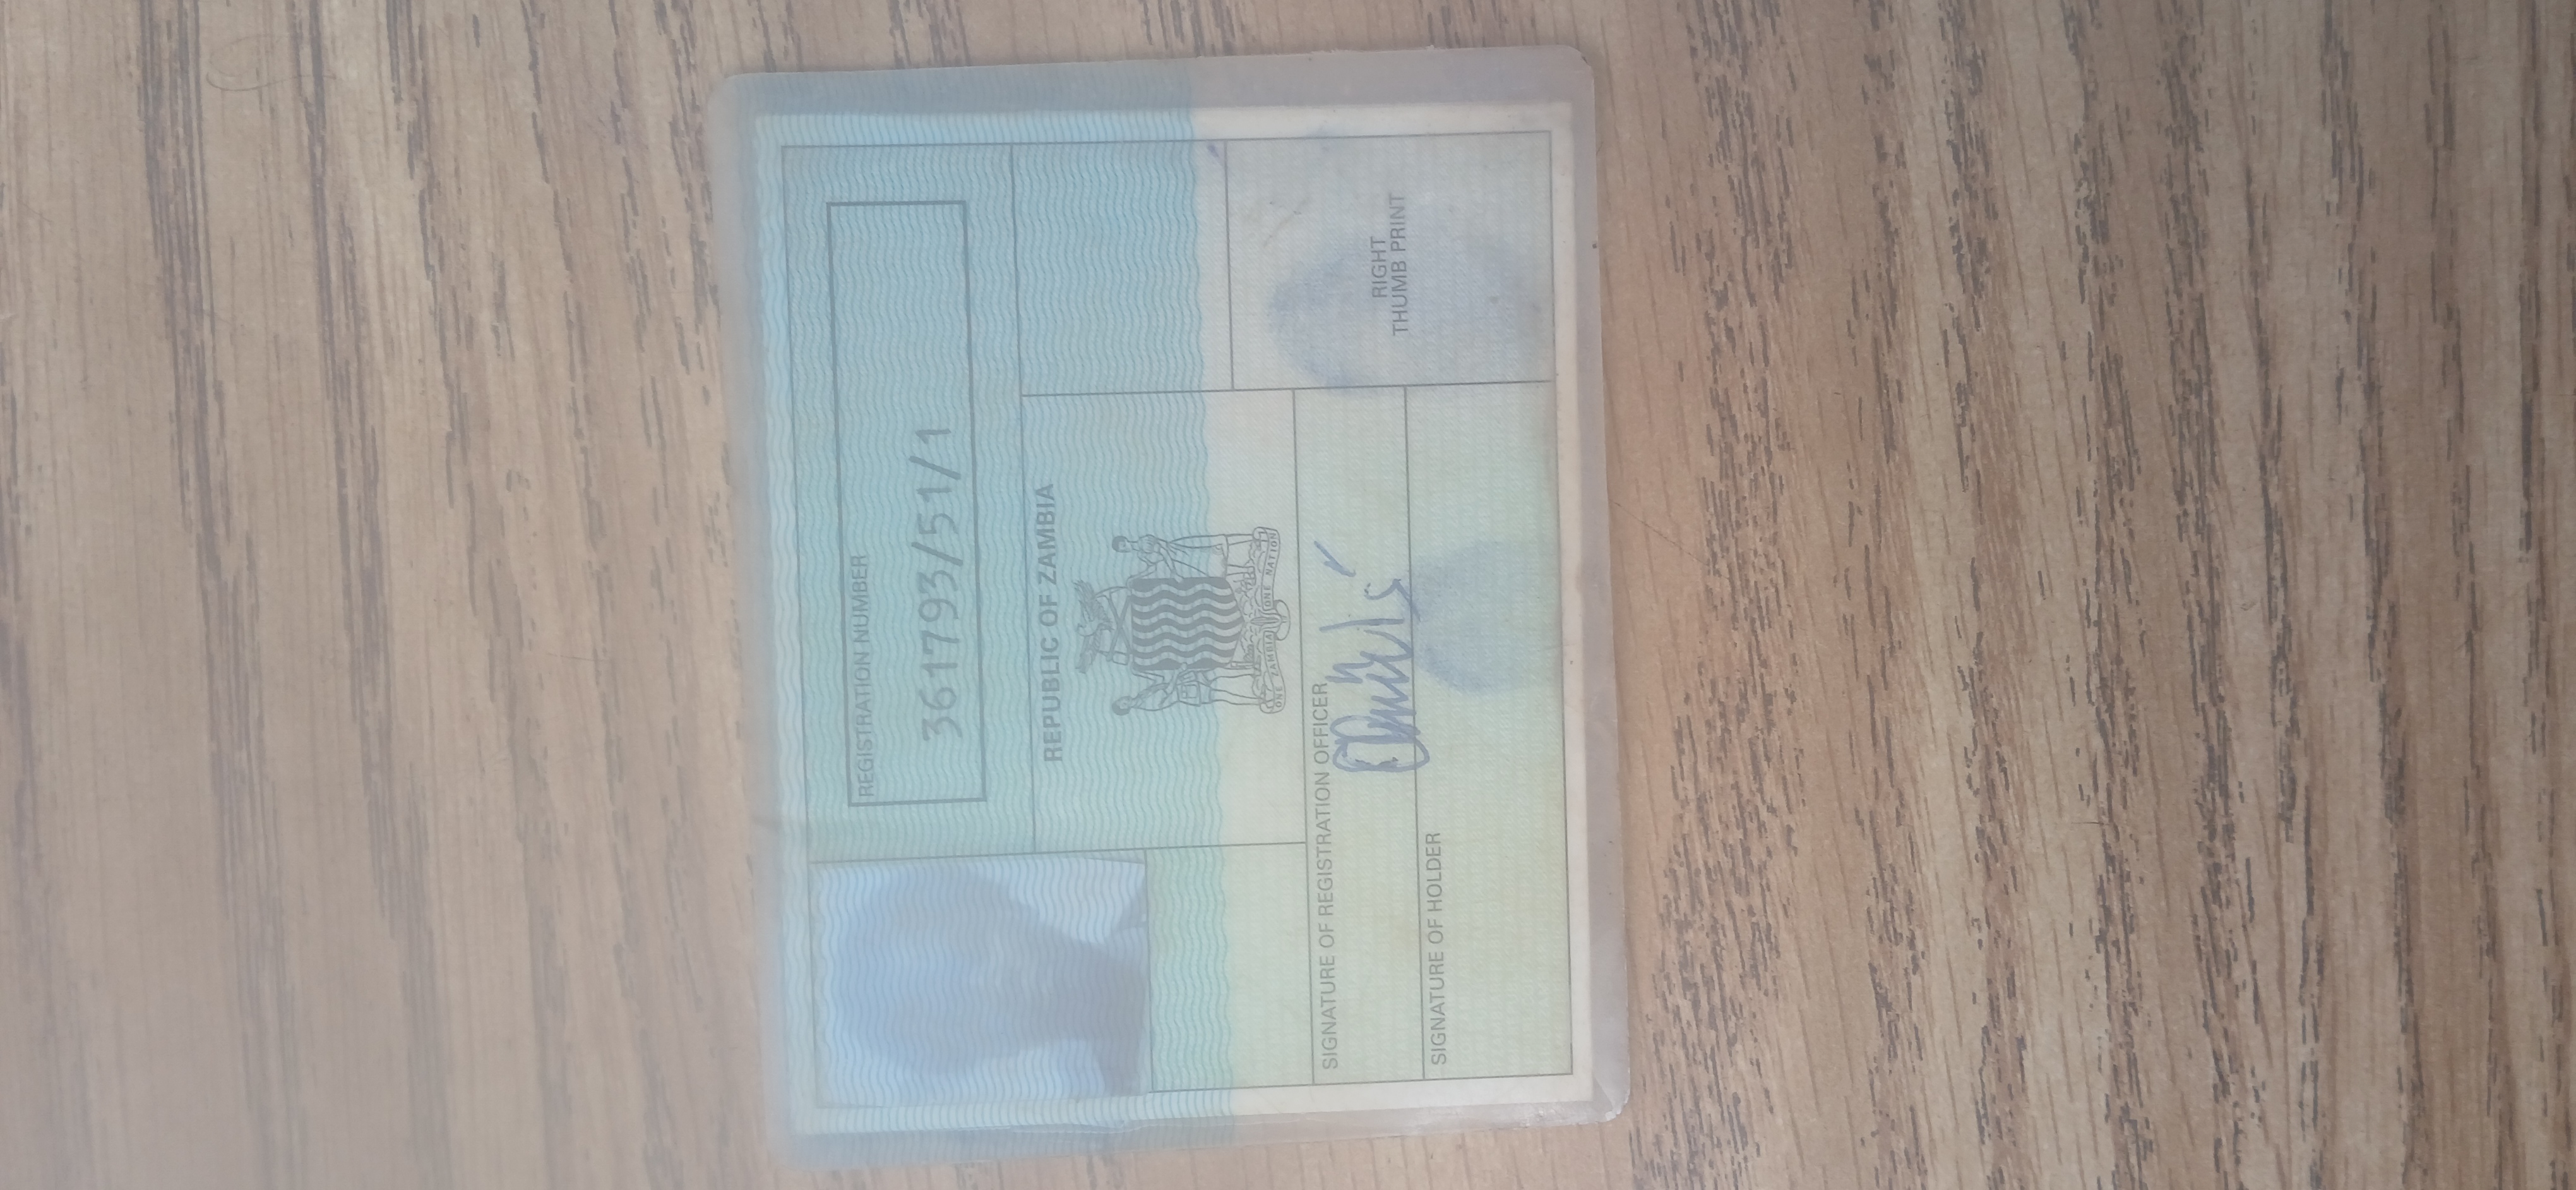 REGISTRATION NUMBER
361793/51/1
REPUBLIC OF ZAMBIA
ONE ZAMBIA ONE NATION
SIGNATURE OF REGISTRATION OFFICER
SIGNATURE OF HOLDER
RIGHT
THUMB PRINT